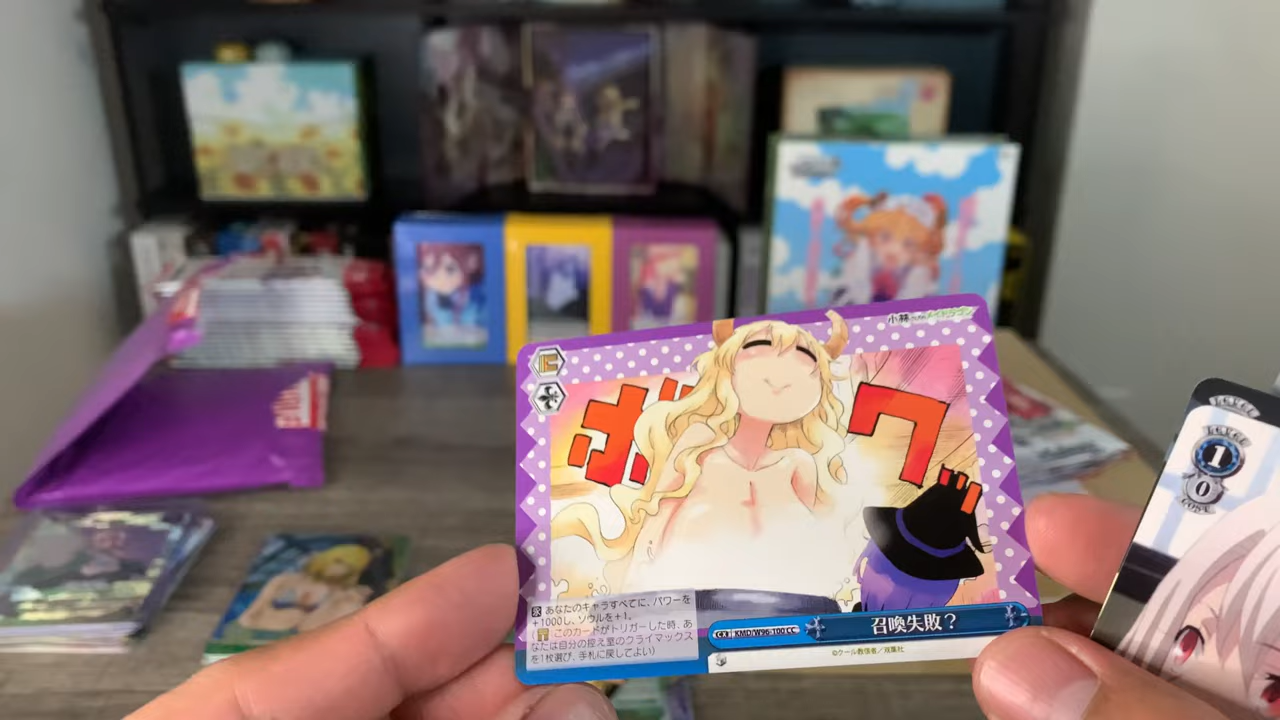 小林
メイドラゴン
ボ
ワ
ッ
あなたのキャラすべてに、パワーを
+1000し、ソウルを+1。
( このカードがトリガーした時、あ
なたは自分の控え室のクライマックス
を1枚選び、手札に戻してよい)
CX KMD/W96-100 CC
召喚失敗?
©クール教信者/双葉社
LEVEL
LEVEL
1
0
COST